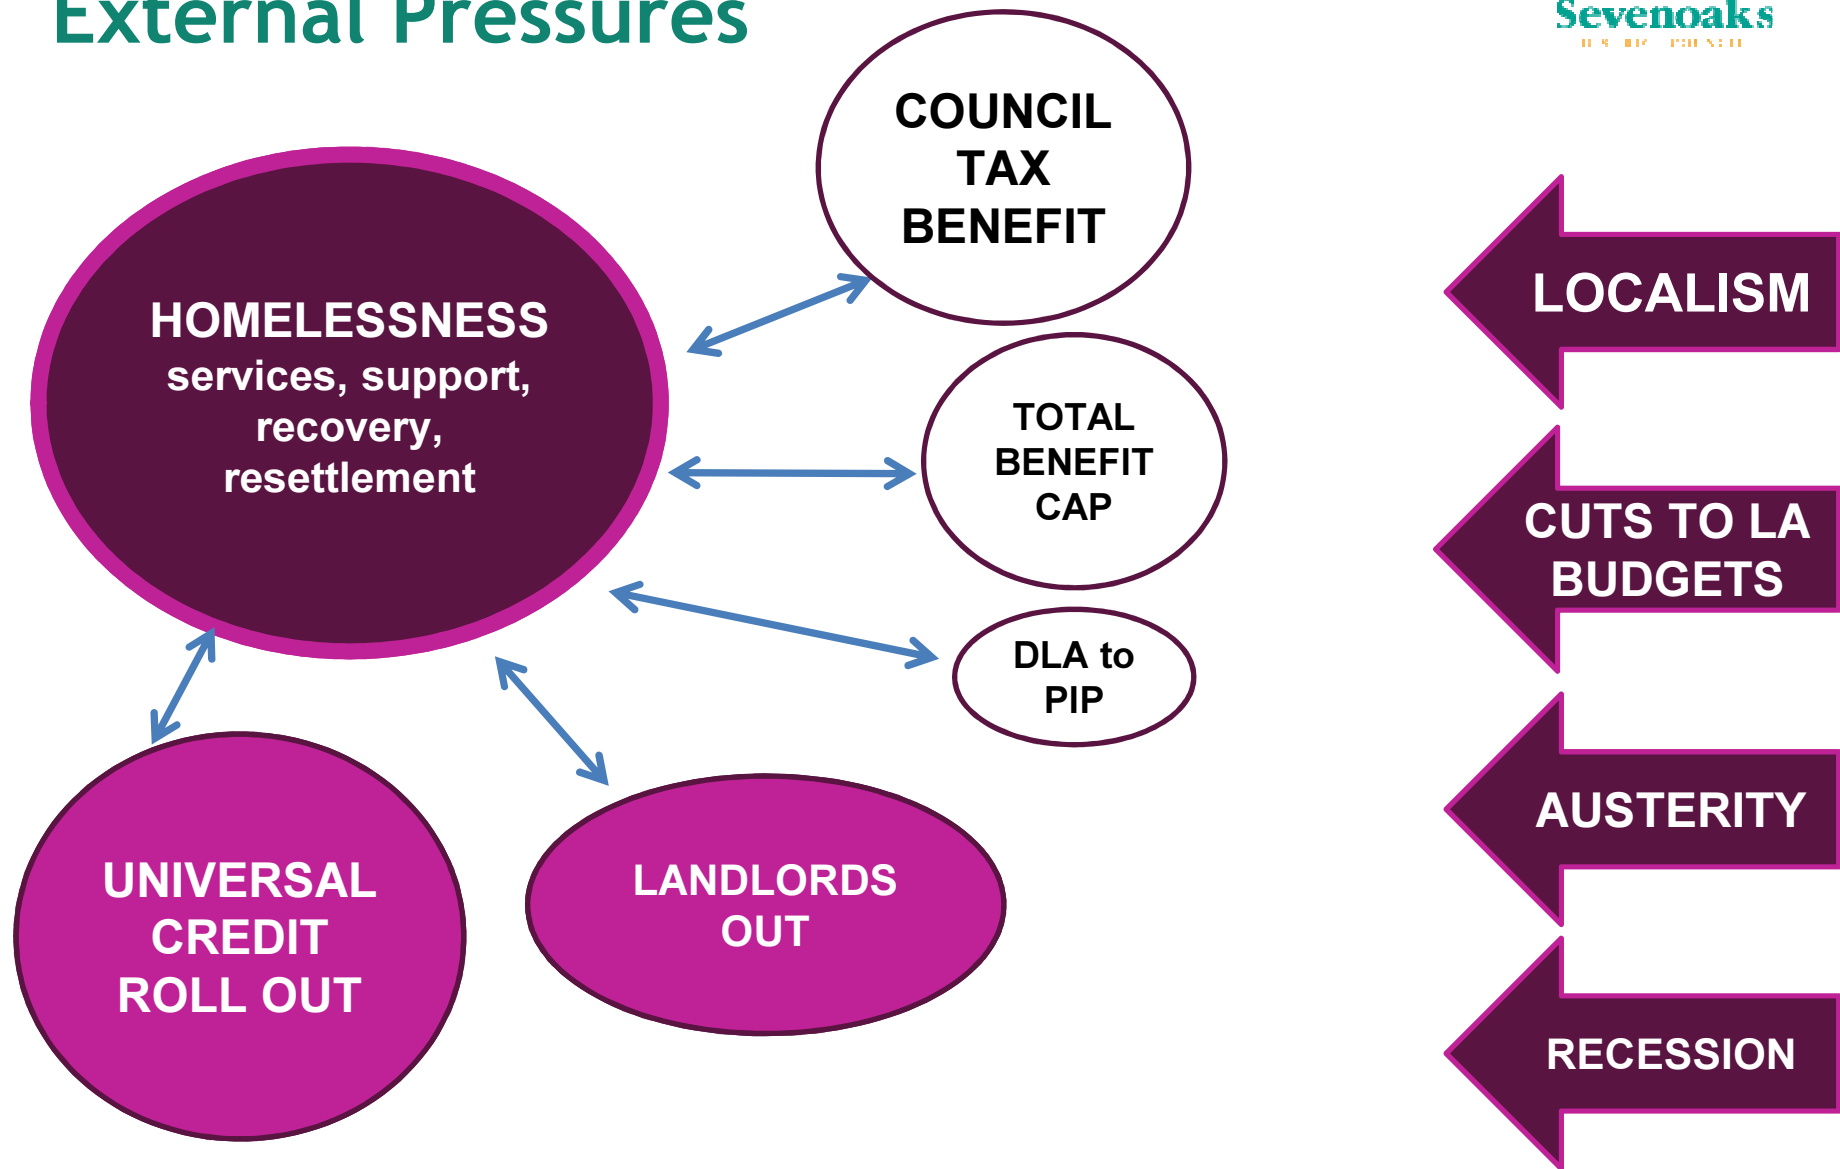 External Pressures
Sevenoaks
COUNCIL
TAX
BENEFIT
HOMELESSNESS
services, support,
recovery,
resettlement
TOTAL
BENEFIT
CAP
DLA to
PIP
UNIVERSAL
CREDIT
ROLL OUT
LANDLORDS
OUT
LOCALISM
CUTS TO LA
BUDGETS
AUSTERITY
RECESSION